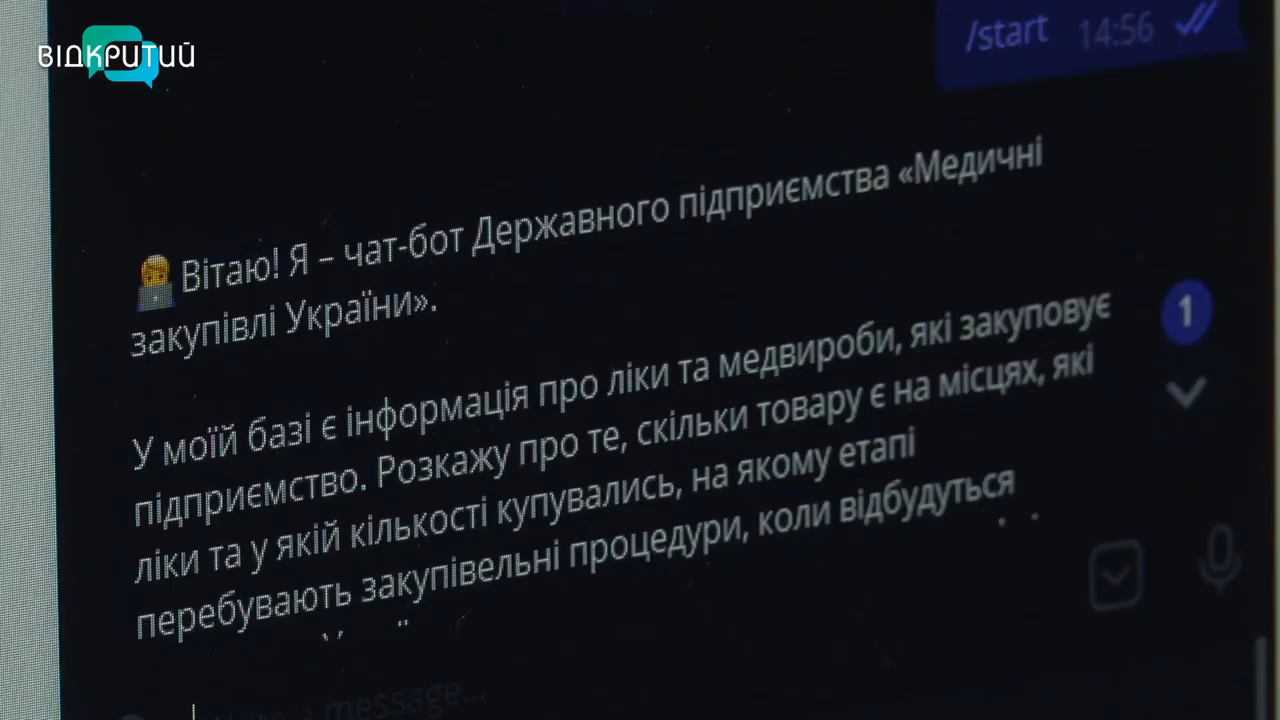 ВІДКРИТИЙ
/start 14:56
Вітаю! Я – чат-бот Державного підприємства «Медичні
закупівлі України».
У моїй базі є інформація про ліки та медвироби, які закуповує
підприємство. Розкажу про те, скільки товару є на місцях, які
ліки та у якій кількості купувались, на якому етапі
перебувають закупівельні процедури, коли відбудуться
1
a message...